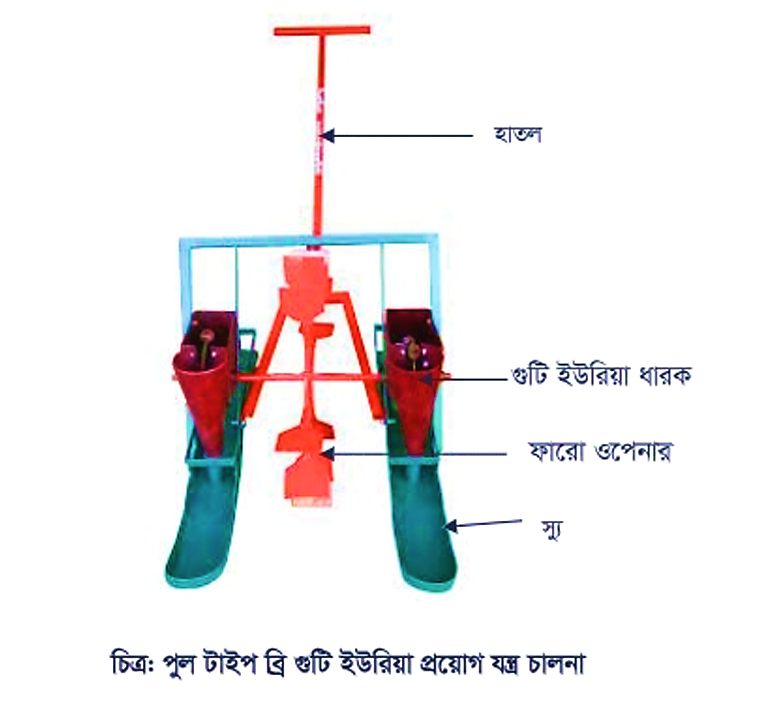 হাতল
গুটি ইউরিয়া ধারক
ফারো ওপেনার
স্যু
চিত্র: পুল টাইপ ব্রি গুটি ইউরিয়া প্রয়োগ যন্ত্র চালনা